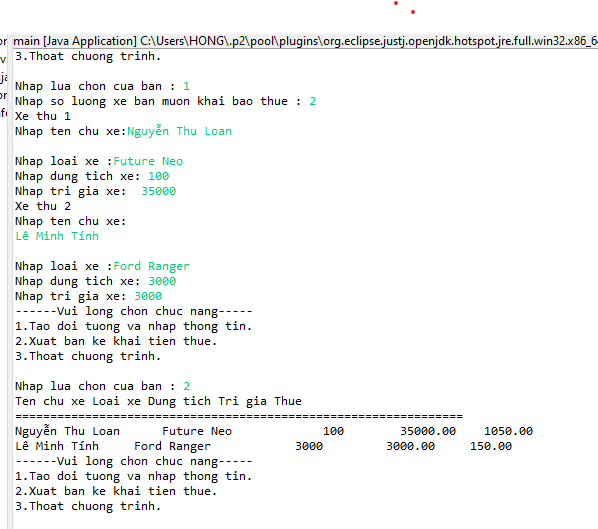 main [Java Application] C:\Users\HONG\.p2\pool\plugins\org.eclipse.justj.openjdk.hotspot.jre.full.win32.x86_6
3.Thoat chuong trinh.
Nhap lua chon cua ban : 1
Nhap so luong xe ban muon khai bao thue : 2
Xe thu 1
Nhap ten chu xe:Nguyễn Thu Loan
Nhap loai xe :Future Neo
Nhap dung tich xe: 100
Nhap tri gia xe:  35000
Xe thu 2
Nhap ten chu xe:
Lê Minh Tính
Nhap loai xe :Ford Ranger
Nhap dung tich xe: 3000
Nhap tri gia xe: 3000
------Vui long chon chuc nang-----
1.Tao doi tuong va nhap thong tin.
2.Xuat ban ke khai tien thue.
3.Thoat chuong trinh.
Nhap lua chon cua ban : 2
Ten chu xe Loai xe Dung tich Tri gia Thue
================================================================
Nguyễn Thu Loan      Future Neo             100        35000.00    1050.00
Lê Minh Tính     Ford Ranger            3000         3000.00     150.00
------Vui long chon chuc nang-----
1.Tao doi tuong va nhap thong tin.
2.Xuat ban ke khai tien thue.
3.Thoat chuong trinh.